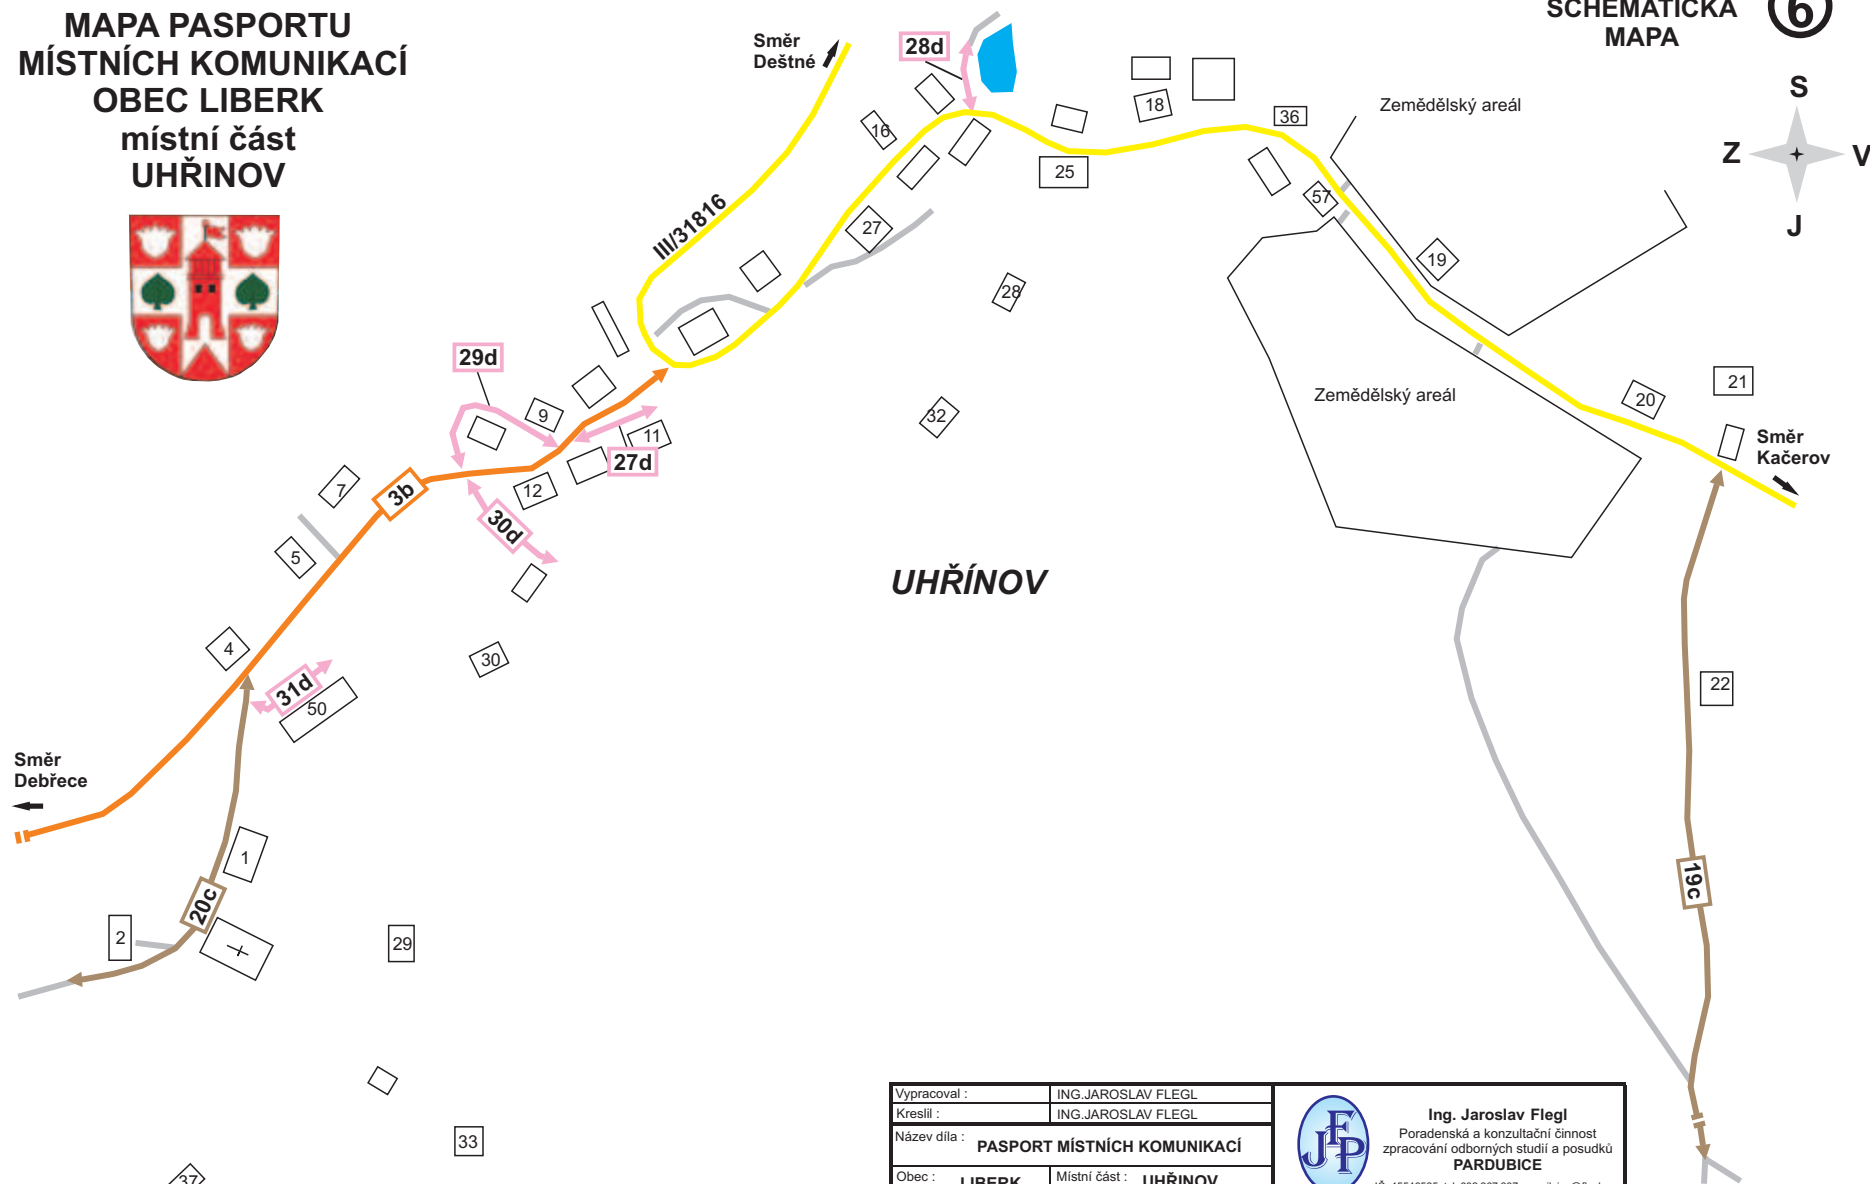 MAPA PASPORTU
MÍSTNÍCH KOMUNIKACÍ
OBEC LIBERK
místní část
UHŘINOV
SCHEMATICKÁ
MAPA
6
S
Z
V
J
Směr
Deštné
28d
16
18
36
Zemědělský areál
25
57
III/31816
27
19
28
29d
9
32
Zemědělský areál
20
21
11
27d
Směr
Kačerov
7
3b
12
30d
5
UHŘÍNOV
4
30
31d
50
22
Směr
Debřece
1
19c
20c
2
29
33
37
Vypracoval :
ING.JAROSLAV FLEGL
Kreslil :
ING.JAROSLAV FLEGL
Název díla :
PASPORT MÍSTNÍCH KOMUNIKACÍ
Obec :
LIBERK
Místní část :
UHŘINOV
JFP
Ing. Jaroslav Flegl
Poradenská a konzultační činnost
zpracování odborných studií a posudků
PARDUBICE